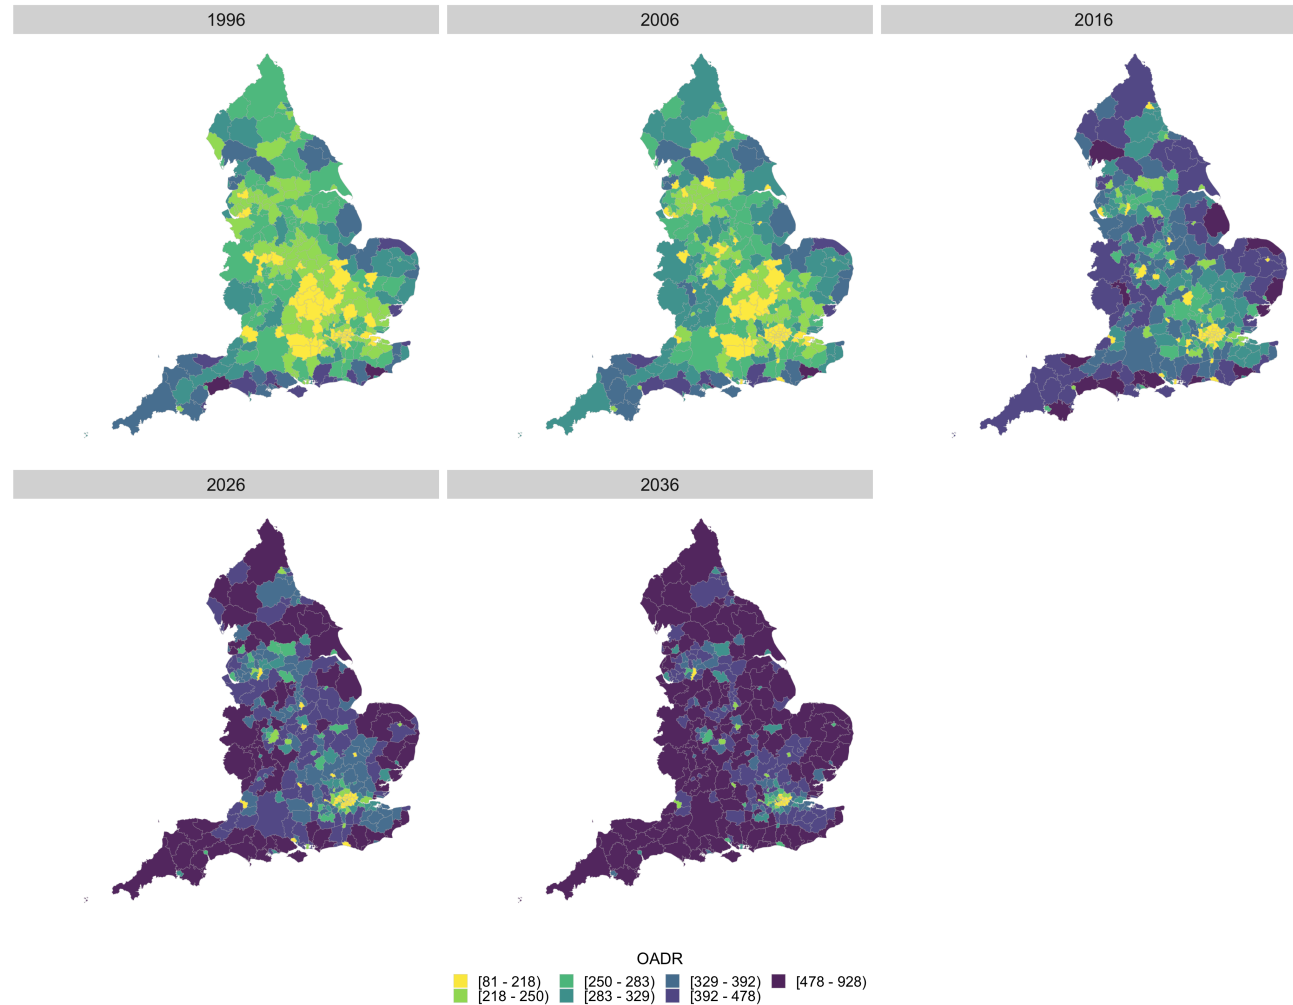 1996 2006 2016
2026 2036
OADR
[81 - 218) [250 - 283) [329 - 392) [478 - 928)
[218 - 250) [283 - 329) [392 - 478)